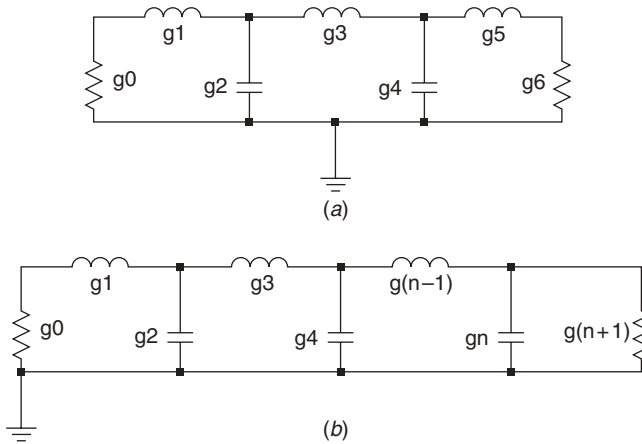 g1 g3 g5
g0 g2 g4 g6
(a)
g1 g3 g(n−1)
g0 g2 g4 gn g(n+1)
(b)